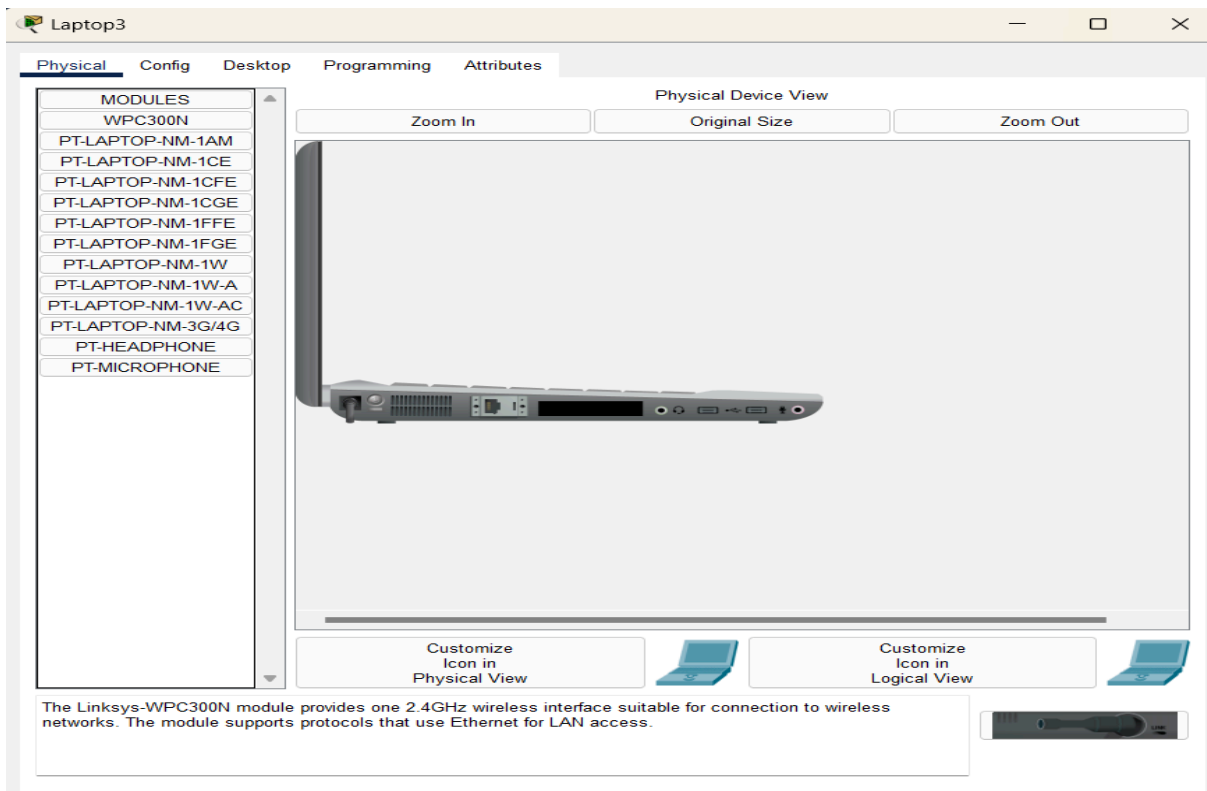 Laptop3
Physical Config Desktop Programming Attributes
MODULES
WPC300N
PT-LAPTOP-NM-1AM
PT-LAPTOP-NM-1CE
PT-LAPTOP-NM-1CFE
PT-LAPTOP-NM-1CGE
PT-LAPTOP-NM-1FFE
PT-LAPTOP-NM-1FGE
PT-LAPTOP-NM-1W
PT-LAPTOP-NM-1W-A
PT-LAPTOP-NM-1W-AC
PT-LAPTOP-NM-3G/4G
PT-HEADPHONE
PT-MICROPHONE
Physical Device View
Zoom In Original Size Zoom Out
Customize
Icon in
Physical View
Customize
Icon in
Logical View
The Linksys-WPC300N module provides one 2.4GHz wireless interface suitable for connection to wireless
networks. The module supports protocols that use Ethernet for LAN access.